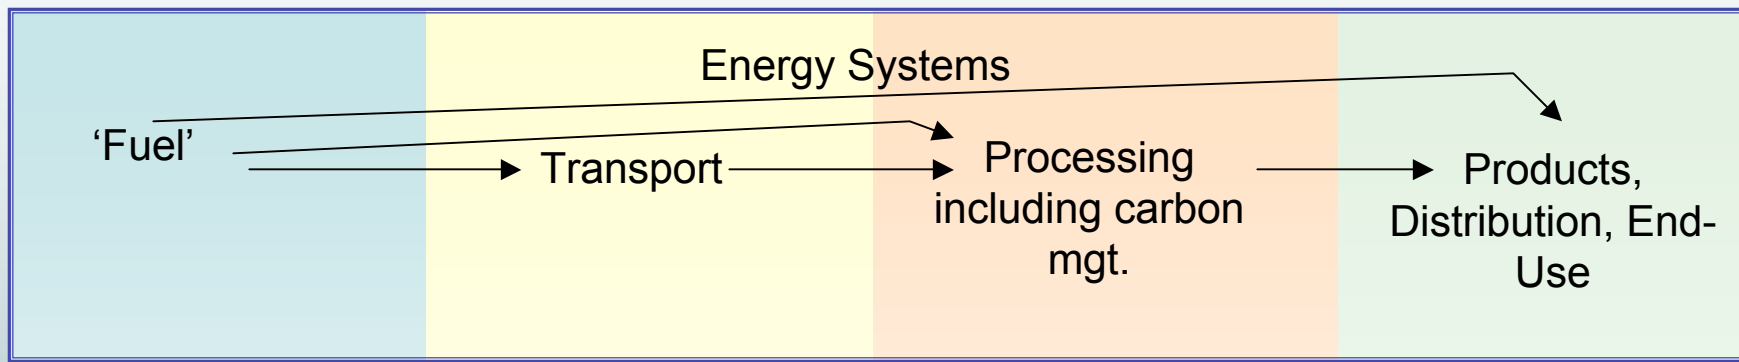 Energy Systems
‘Fuel’
Transport
Processing
including carbon
mgt.
Products,
Distribution, End-
Use